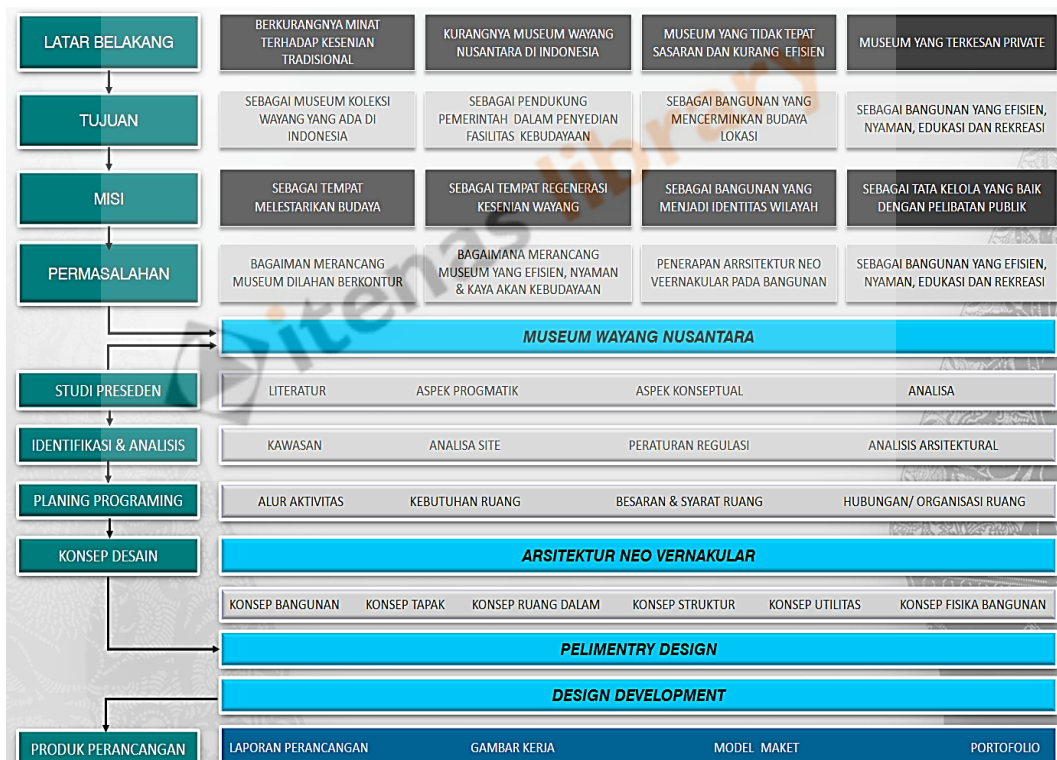 LATAR BELAKANG
BERKURANGNYA MINAT
TERHADAP KESENIAN
TRADISIONAL
KURANGNYA MUSEUM WAYANG
NUSANTARA DI INDONESIA
MUSEUM YANG TIDAK TEPAT
SASARAN DAN KURANG EFISIEN
MUSEUM YANG TERKESAN PRIVATE
TUJUAN
SEBAGAI MUSEUM KOLEKSI
WAYANG YANG ADA DI
INDONESIA
SEBAGAI PENDUKUNG
PEMERINTAH DALAM PENYEDIAN
FASILITAS KEBUDAYAAN
SEBAGAI BANGUNAN YANG
MENCERMINKAN BUDAYA
LOKASI
SEBAGAI BANGUNAN YANG EFISIEN,
NYAMAN, EDUKASI DAN REKREASI
MISI
SEBAGAI TEMPAT
MELESTARIKAN BUDAYA
SEBAGAI TEMPAT REGENERASI
KESENIAN WAYANG
SEBAGAI BANGUNAN YANG
MENJADI IDENTITAS WILAYAH
SEBAGAI TATA KELOLA YANG BAIK
DENGAN PELIBATAN PUBLIK
PERMASALAHAN
BAGAIMAN MERANCANG
MUSEUM DILAHAN BERKONTUR
BAGAIMANA MERANCANG
MUSEUM YANG EFISIEN, NYAMAN
& KAYA AKAN KEBUDAYAAN
PENERAPAN ARRSITEKTUR NEO
VEERNAKULAR PADA BANGUNAN
SEBAGAI BANGUNAN YANG EFISIEN,
NYAMAN, EDUKASI DAN REKREASI
MUSEUM WAYANG NUSANTARA
STUDI PRESEDEN
LITERATUR ASPEK PROGMATIK ASPEK KONSEPTUAL ANALISA
IDENTIFIKASI & ANALISIS
KAWASAN ANALISA SITE PERATURAN REGULASI ANALISIS ARSITEKTURAL
PLANING PROGRAMING
ALUR AKTIVITAS KEBUTUHAN RUANG BESARAN & SYARAT RUANG HUBUNGAN/ ORGANISASI RUANG
KONSEP DESAIN
ARSITEKTUR NEO VERNAKULAR
KONSEP BANGUNAN KONSEP TAPAK KONSEP RUANG DALAM KONSEP STRUKTUR KONSEP UTILITAS KONSEP FISIKA BANGUNAN
PELIMENTRY DESIGN
DESIGN DEVELOPMENT
PRODUK PERANCANGAN
LAPORAN PERANCANGAN GAMBAR KERJA MODEL MAKET PORTOFOLIO
itenas library